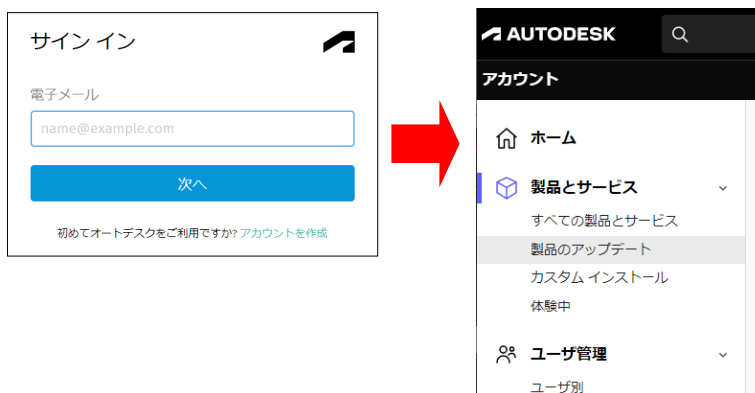 サイン イン
電子メール
name@example.com
次へ
初めてオートデスクをご利用ですか? アカウントを作成
AUTODESK
アカウント
ホーム
製品とサービス
すべての製品とサービス
製品のアップデート
カスタム インストール
体験中
ユーザ管理
ユーザ別